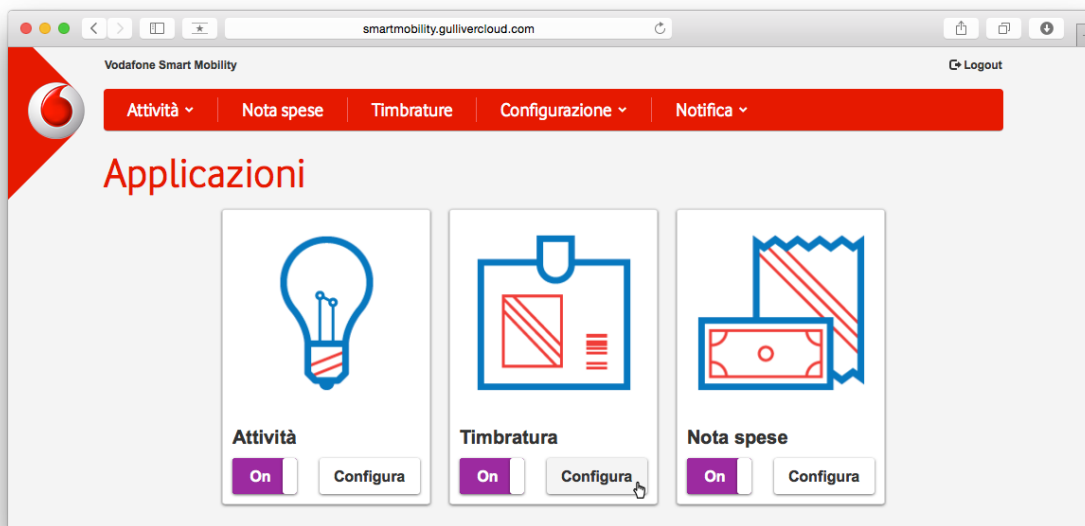 smartmobility.gullivercloud.com
Vodafone Smart Mobility
Logout
Attività
Nota spese
Timbrature
Configurazione
Notifica
Applicazioni
Attività
Timbratura
Nota spese
On
Configura
On
Configura
On
Configura